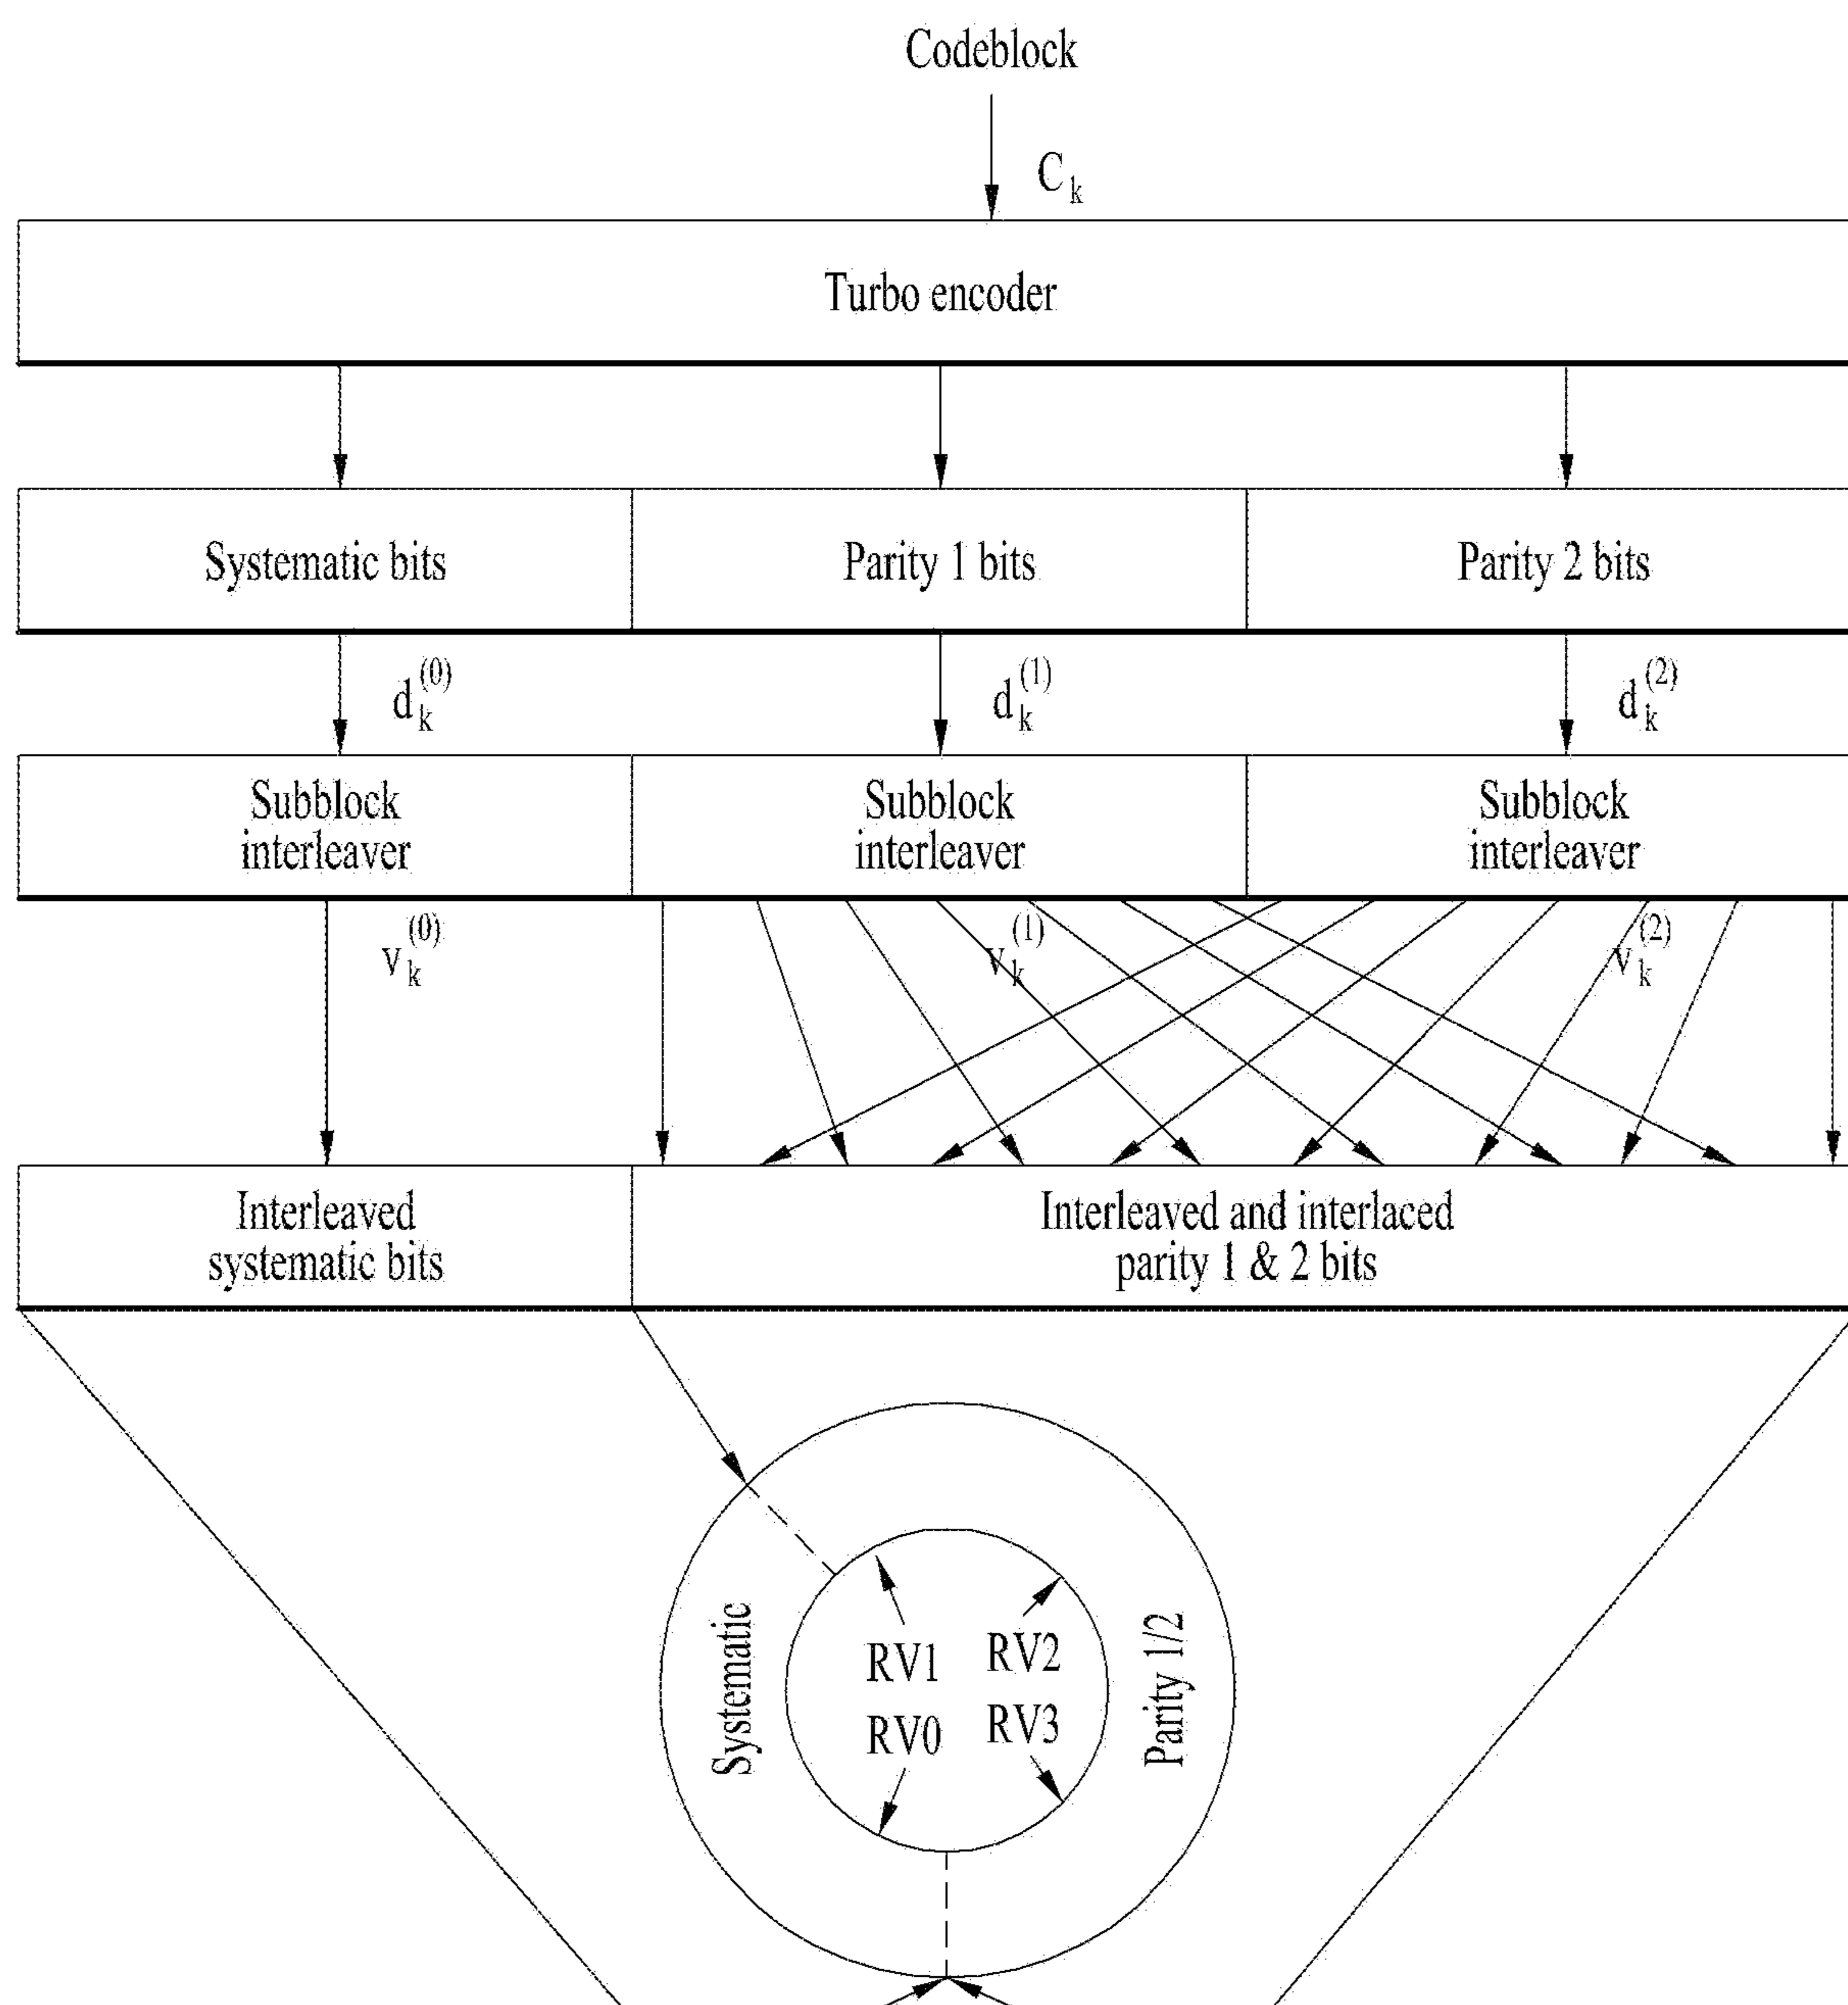 Codeblock
C_k
Turbo encoder
Systematic bits
Parity 1 bits
Parity 2 bits
d_k^(0)
d_k^(1)
d_k^(2)
Subblock
interleaver
Subblock
interleaver
Subblock
interleaver
v_k^(0)
v_k^(1)
v_k^(2)
Interleaved
systematic bits
Interleaved and interlaced
parity 1 & 2 bits
Systematic
RV1
RV2
RV0
RV3
Parity 1/2